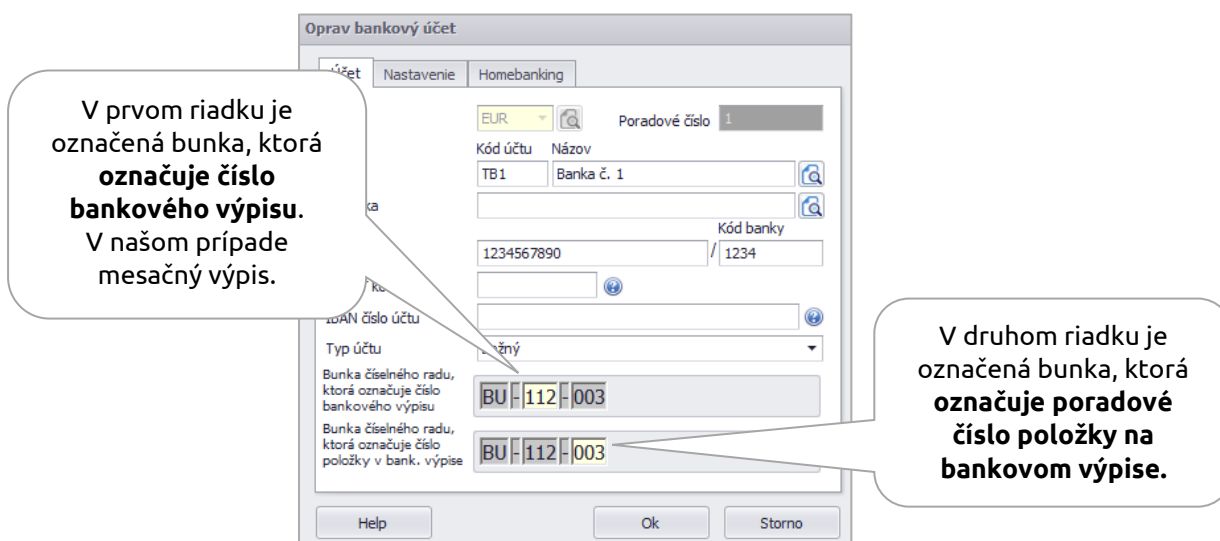 Oprav bankový účet
Účet
Nastavenie
Homebanking
EUR
Poradové číslo
1
Kód účtu
Názov
TB1
Banka č. 1
Kód banky
1234567890
/
1234
IBAN číslo účtu
Typ účtu
Bunka číselného radu,
ktorá označuje číslo
bankového výpisu
BU-112-003
Bunka číselného radu,
ktorá označuje číslo
položky v bank. výpise
BU-112-003
Help
Ok
Storno
V prvom riadku je
označená bunka, ktorá
označuje číslo
bankového výpisu.
V našom prípade
mesačný výpis.
V druhom riadku je
označená bunka, ktorá
označuje poradové
číslo položky na
bankovom výpise.